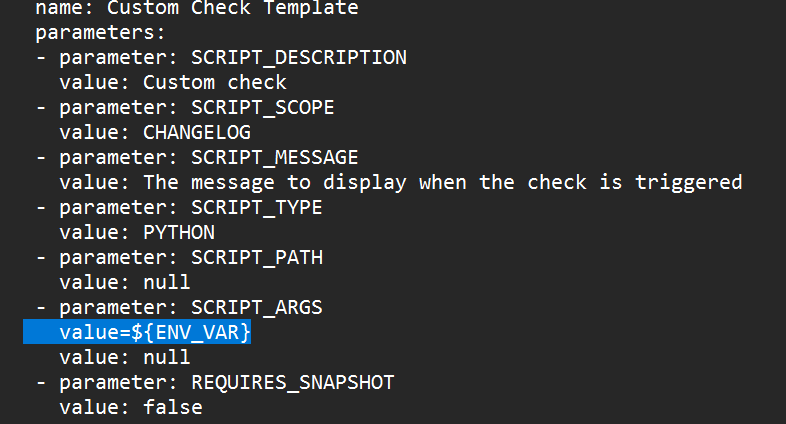 name: Custom Check Template
parameters:
- parameter: SCRIPT_DESCRIPTION
value: Custom check
- parameter: SCRIPT_SCOPE
value: CHANGELOG
- parameter: SCRIPT_MESSAGE
value: The message to display when the check is triggered
- parameter: SCRIPT_TYPE
value: PYTHON
- parameter: SCRIPT_PATH
value: null
- parameter: SCRIPT_ARGS
value=${ENV_VAR}
value: null
- parameter: REQUIRES_SNAPSHOT
value: false